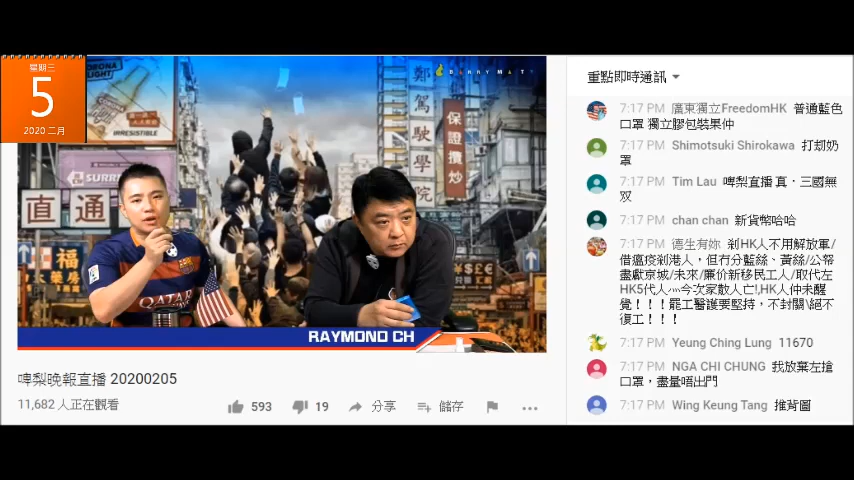 星期三
5
2020 二月
CORONA
LIGHT
IRRESISTIBLE
BERRYMATY
鄭
駕
駛
學
院
保
證
攬
炒
SURRE
直通
福
RAYMOND CH
啤梨晚報直播 20200205
11,682 人正在觀看
593
19
分享
儲存
重點即時通訊
7:17 PM 廣東獨立FreedomHK 普通藍色
口罩 獨立膠包裝果仲
7:17 PM Shimotsuki Shirokawa 打刼奶
罩
7:17 PM Tim Lau 啤梨直播 真・三國無
双
7:17 PM chan chan 新貨幣哈哈
7:17 PM 德生有妳 剎HK人不用解放軍/
借瘟疫剎港人，但冇分藍絲、黃絲/公帑
盡獻京城/未來/廉价新移民工人/取代左
HK5代人灬今次家散人亡!,HK人仲未醒
覺！！！罷工醫護要堅持，不封關\絕不
復工！！！
7:17 PM Yeung Ching Lung 11670
7:17 PM NGA CHI CHUNG 我放棄左搶
口罩，盡量唔出門
7:17 PM Wing Keung Tang 推背圖